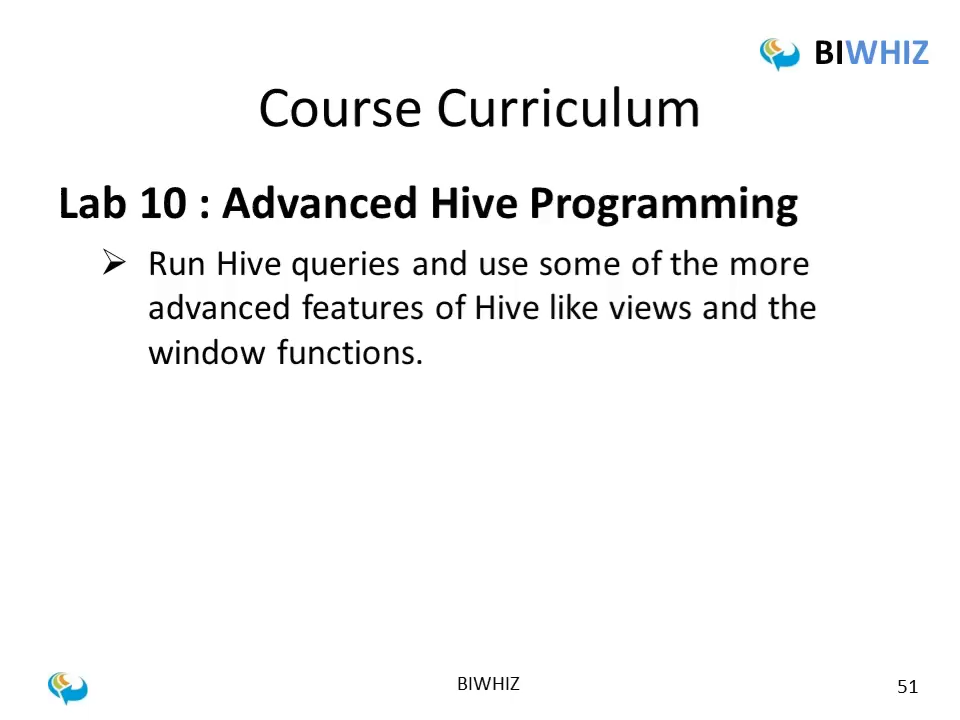 BIWHIZ
Course Curriculum
Lab 10 : Advanced Hive Programming
➢ Run Hive queries and use some of the more
advanced features of Hive like views and the
window functions.
BIWHIZ
51